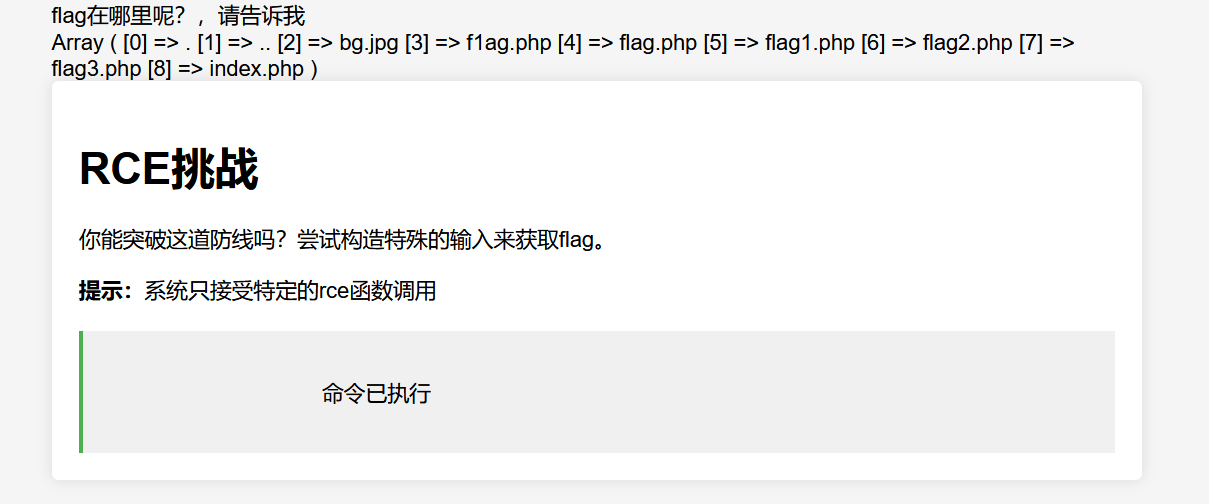 flag在哪里呢？，请告诉我
Array ( [0] => . [1] => .. [2] => bg.jpg [3] => f1ag.php [4] => flag.php [5] => flag1.php [6] => flag2.php [7] =>
flag3.php [8] => index.php )
RCE挑战
你能突破这道防线吗？尝试构造特殊的输入来获取flag。
提示：系统只接受特定的rce函数调用
命令已执行